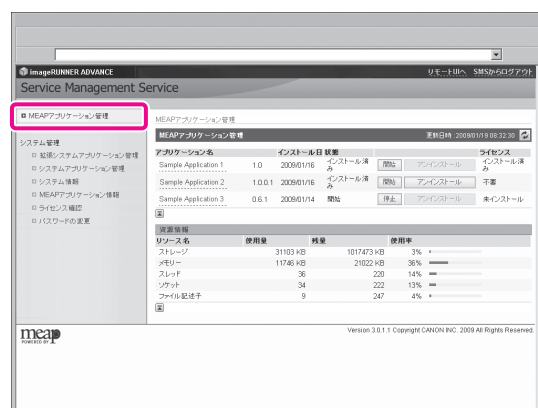 imageRUNNER ADVANCE
リモートUIへ SMSからログアウト
Service Management Service
MEAPアプリケーション管理
システム管理
拡張システムアプリケーション管理
システムアプリケーション管理
システム情報
MEAPアプリケーション情報
ライセンス確認
パスワードの変更
MEAPアプリケーション管理
MEAPアプリケーション管理 更新日時 :2009/01/19 08:32:30
アプリケーション名 インストール日 状態 ライセンス
Sample Application 1 1.0 2009/01/16 インストール済み 開始 アンインストール インストール済み
Sample Application 2 1.0.0.1 2009/01/16 インストール済み 開始 アンインストール 不要
Sample Application 3 0.6.1 2009/01/14 開始 停止 アンインストール 未インストール
資源情報
リソース名 使用量 残量 使用率
ストレージ 31103 KB 1017473 KB 3%
メモリー 11746 KB 21022 KB 36%
スレッド 36 220 14%
ソケット 34 222 13%
ファイル記述子 9 247 4%
meap
POWERED BY
Version 3.0.1.1 Copyright CANON INC. 2009 All Rights Reserved.